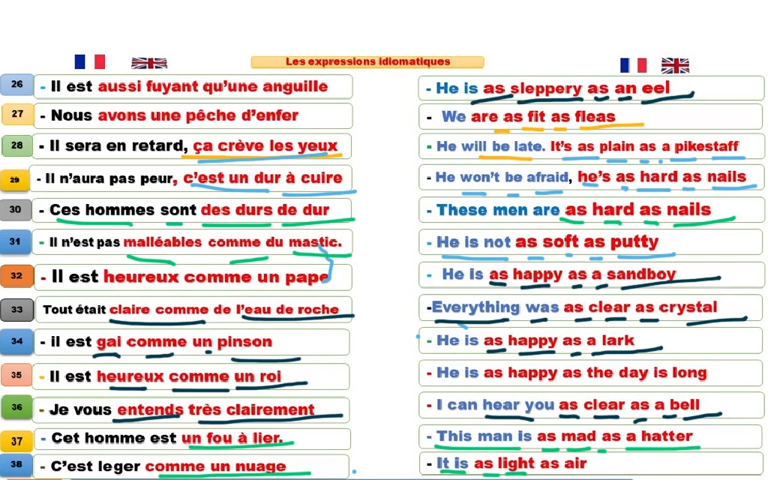 Les expressions idiomatiques
26 - Il est aussi fuyant qu’une anguille - He is as sleppery as an eel
27 - Nous avons une pêche d’enfer - We are as fit as fleas
28 - Il sera en retard, ça crève les yeux - He will be late. It’s as plain as a pikestaff
29 - Il n’aura pas peur, c’est un dur à cuire - He won’t be afraid, he’s as hard as nails
30 - Ces hommes sont des durs de dur - These men are as hard as nails
31 - Il n’est pas malléables comme du mastic. - He is not as soft as putty
32 - Il est heureux comme un pape - He is as happy as a sandboy
33 Tout était claire comme de l’eau de roche -Everything was as clear as crystal
34 - il est gai comme un pinson - He is as happy as a lark
35 - Il est heureux comme un roi - He is as happy as the day is long
36 - Je vous entends très clairement - I can hear you as clear as a bell
37 - Cet homme est un fou à lier. - This man is as mad as a hatter
38 - C’est leger comme un nuage - It is as light as air